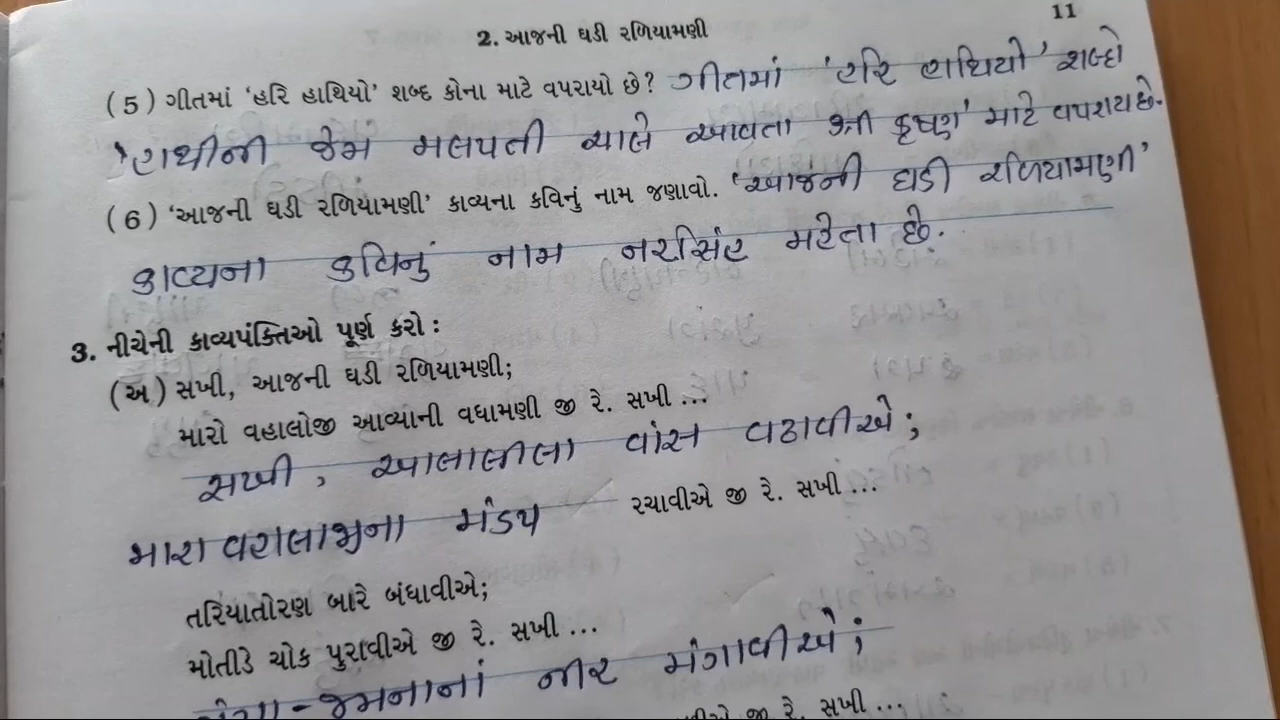 11
2. આજની ઘડી રળિયામણી
(5) ગીતમાં ‘હરિ હાથિયો’ શબ્દ કોના માટે વપરાયો છે? ગીતમાં ‘હરિ હાથિયો’ શબ્દો
‘હાથીની જેમ મલપતી ચાલે આવતા શ્રી કૃષ્ણ’ માટે વપરાય છે.
(6) ‘આજની ઘડી રળિયામણી’ કાવ્યના કવિનું નામ જણાવો. ‘આજની ઘડી રળિયામણી’
કાવ્યના કવિનું નામ નરસિંહ મહેતા છે.
3. નીચેની કાવ્યપંક્તિઓ પૂર્ણ કરો :
(અ) સખી, આજની ઘડી રળિયામણી;
મારો વહાલોજી આવ્યાની વધામણી જી રે. સખી ...
સખી, આલાલીલા વાંસ વઢાવીએ;
મારા વહાલાજીના મંડપ રચાવીએ જી રે. સખી ...
તરિયાતોરણ બારે બંધાવીએ;
મોતીડે ચોક પુરાવીએ જી રે. સખી ...
ગંગા-જમનાનાં નીર મંગાવીએ;
જી રે. સખી ...